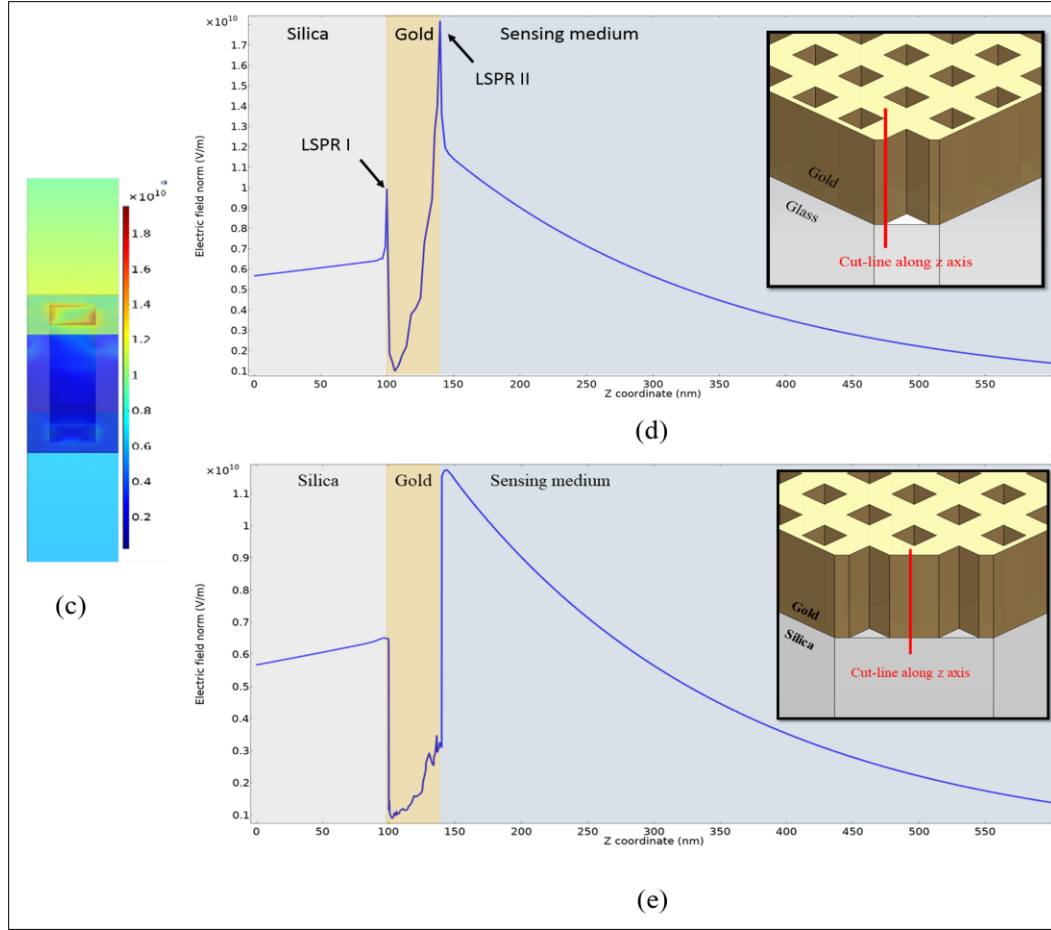 (d)
×10¹⁰
Silica
Gold
Sensing medium
1.7
1.6
1.5
1.4
1.3
1.2
1.1
1
0.9
0.8
0.7
0.6
0.5
0.4
0.3
0.2
0.1
Electric field norm (V/m)
LSPR I
LSPR II
Gold
Glass
Cut-line along z axis
0
50
100
150
200
250
300
350
400
450
500
550
Z coordinate (nm)
(d)
×10¹⁰
1.8
1.6
1.4
1.2
1
0.8
0.6
0.4
0.2
(c)
×10¹⁰
Silica
Gold
Sensing medium
1.1
1
0.9
0.8
0.7
0.6
0.5
0.4
0.3
0.2
0.1
Electric field norm (V/m)
Gold
Silica
Cut-line along z axis
0
50
100
150
200
250
300
350
400
450
500
550
Z coordinate (nm)
(e)